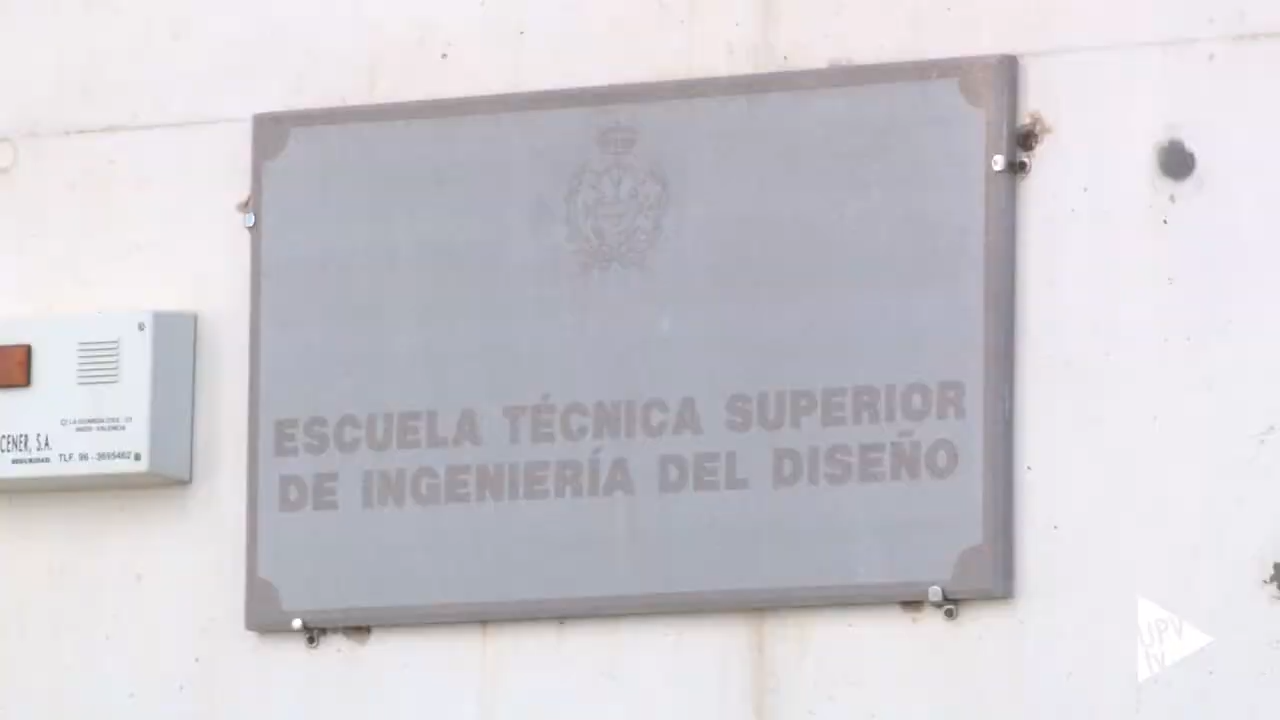 ESCUELA TÉCNICA SUPERIOR
DE INGENIERÍA DEL DISEÑO
CENER, S.A.
TLF. 96 - 3695462
UPV
tv